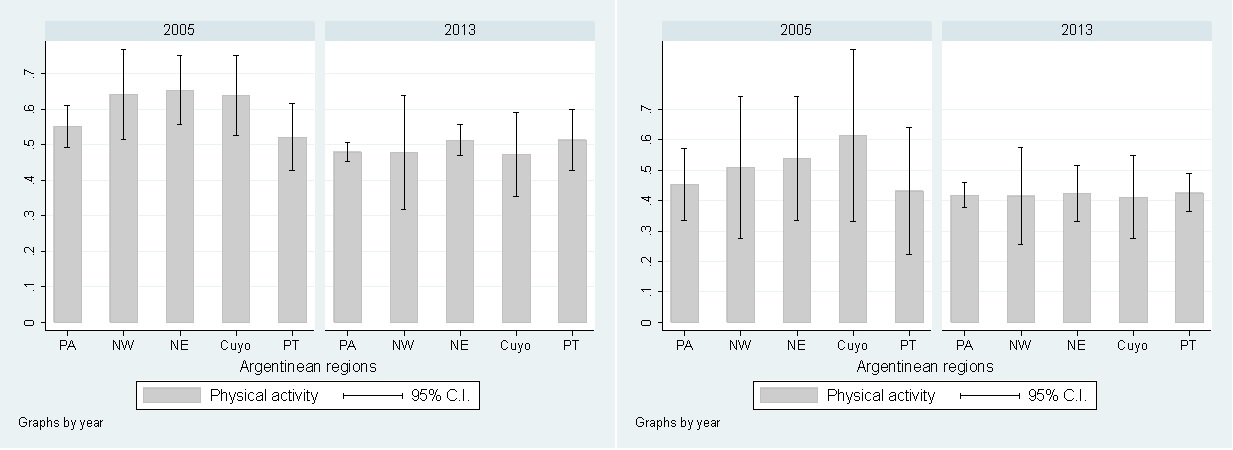 2005 2013
.7
.6
.5
.4
.3
.2
.1
0
PA NW NE Cuyo PT PA NW NE Cuyo PT
Argentinean regions
Physical activity 95% C.I.
Graphs by year
2005 2013
.7
.6
.5
.4
.3
.2
.1
0
PA NW NE Cuyo PT PA NW NE Cuyo PT
Argentinean regions
Physical activity 95% C.I.
Graphs by year